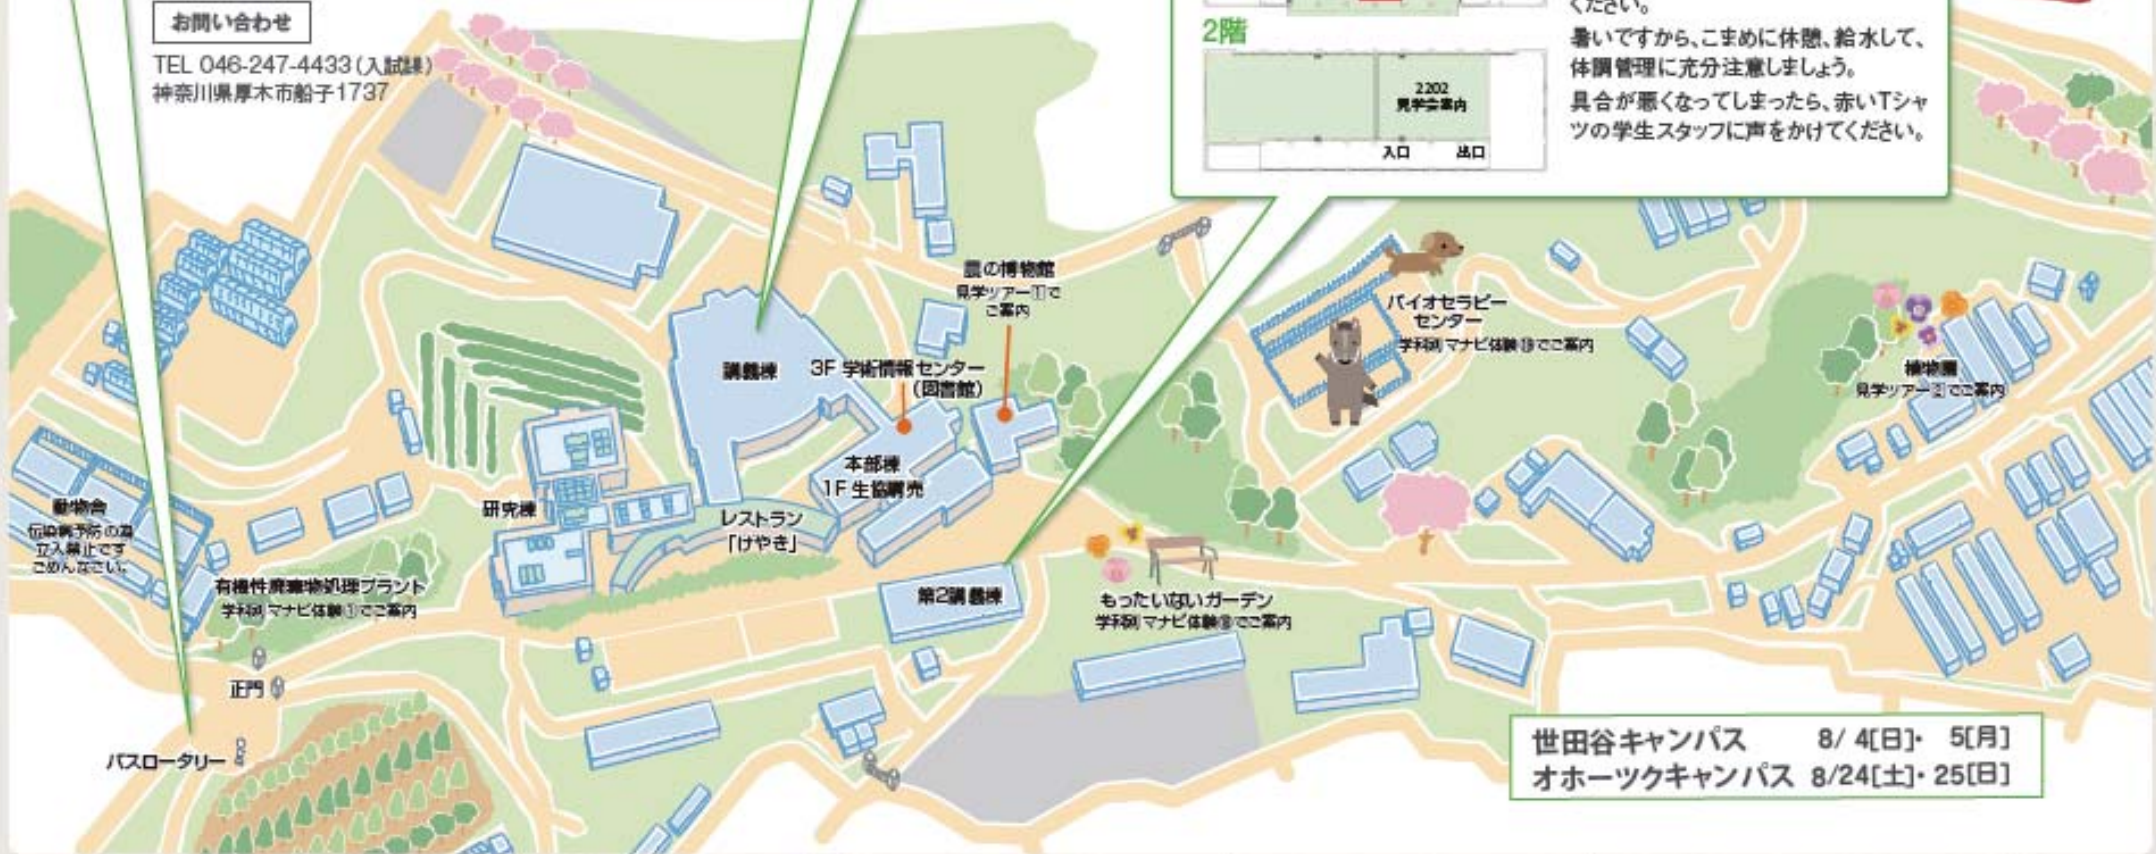 お問い合わせ
TEL 046-247-4433(入試課)
神奈川県厚木市船子1737
2階
2202
見学会案内
入口
出口
ください。
暑いですから、こまめに休憩、給水して、
体調管理に充分注意しましょう。
具合が悪くなってしまったら、赤いTシャ
ツの学生スタッフに声をかけてください。
農の博物館
見学ツアー①で
ご案内
講義棟
3F 学術情報センター
(図書館)
本部棟
1F 生協購売
研究棟
レストラン
「けやき」
バイオセラピー
センター
学科別 マナビ体験 でご案内
植物園
見学ツアー②でご案内
動物舎
伝染病予防の為
立入禁止です
ごめんなさい。
有機性廃棄物処理プラント
学科別 マナビ体験①でご案内
第2講義棟
もったいないガーデン
学科別 マナビ体験 でご案内
正門
バスロータリー
世田谷キャンパス 8/ 4[日]・ 5[月]
オホーツクキャンパス 8/24[土]・25[日]